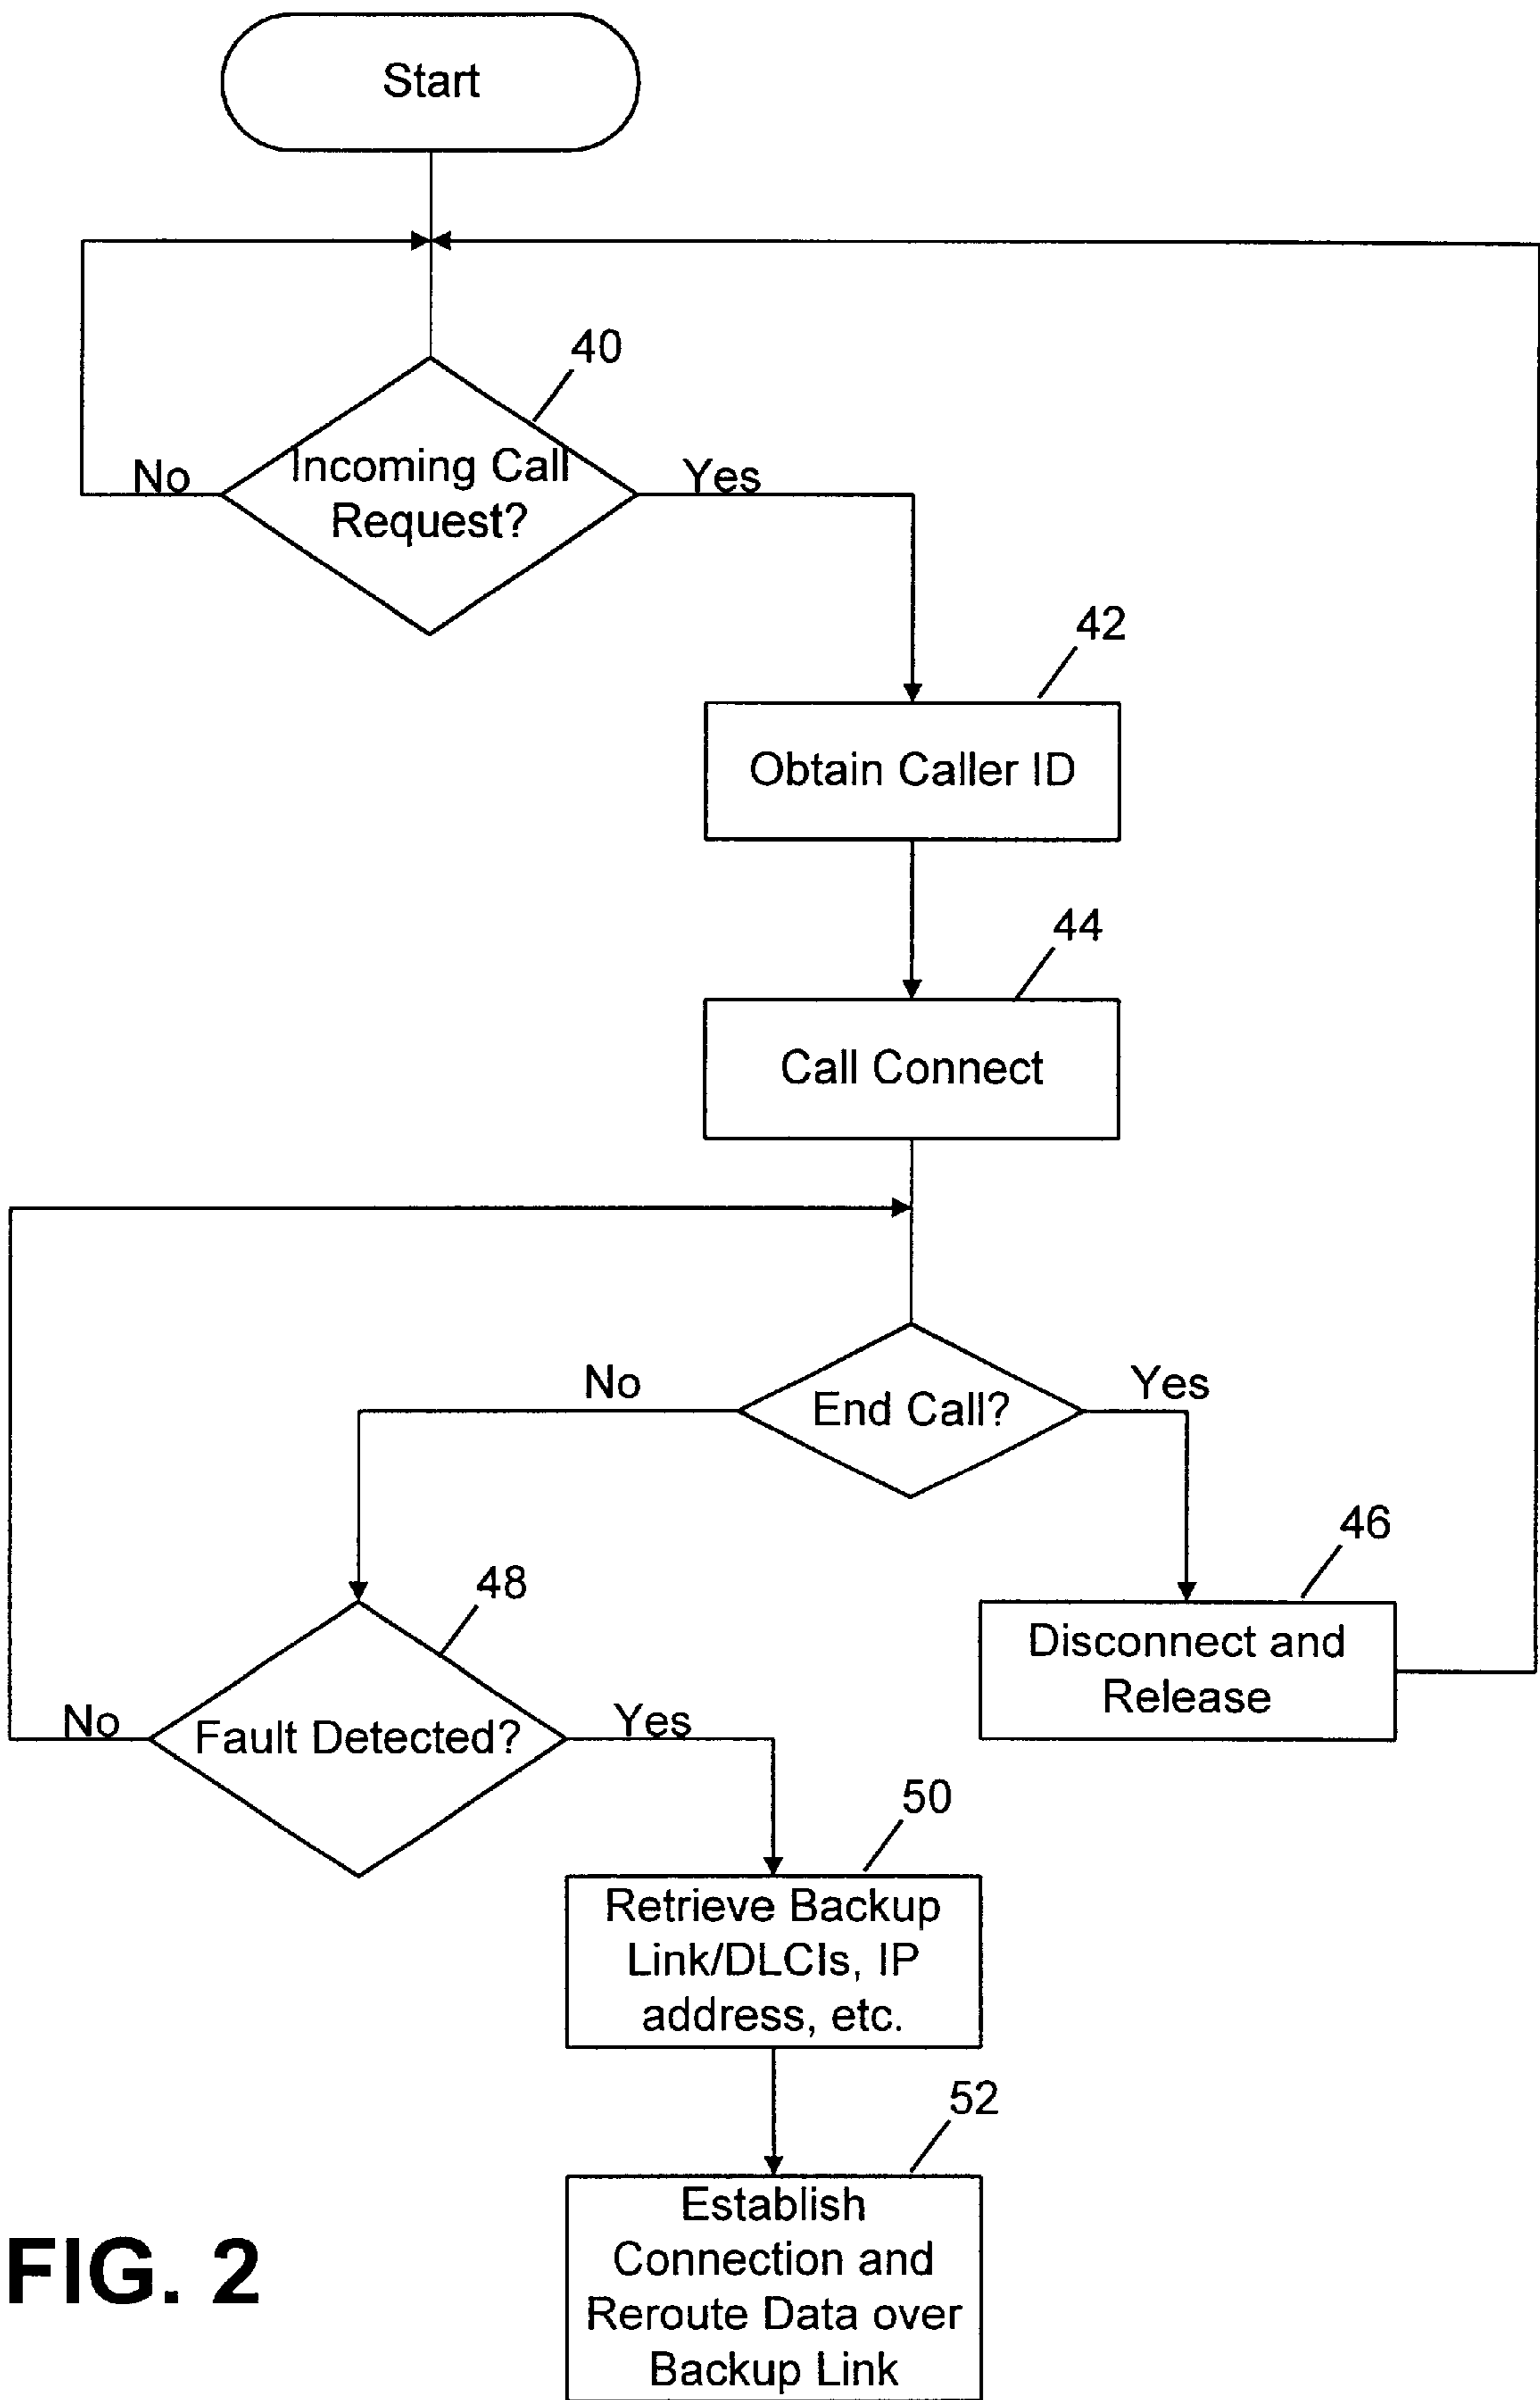 Start
40
No
Incoming Call
Request?
Yes
42
Obtain Caller ID
44
Call Connect
No
End Call?
Yes
46
Disconnect and
Release
48
No
Fault Detected?
Yes
50
Retrieve Backup
Link/DLCIs, IP
address, etc.
52
Establish
Connection and
Reroute Data over
Backup Link
FIG. 2